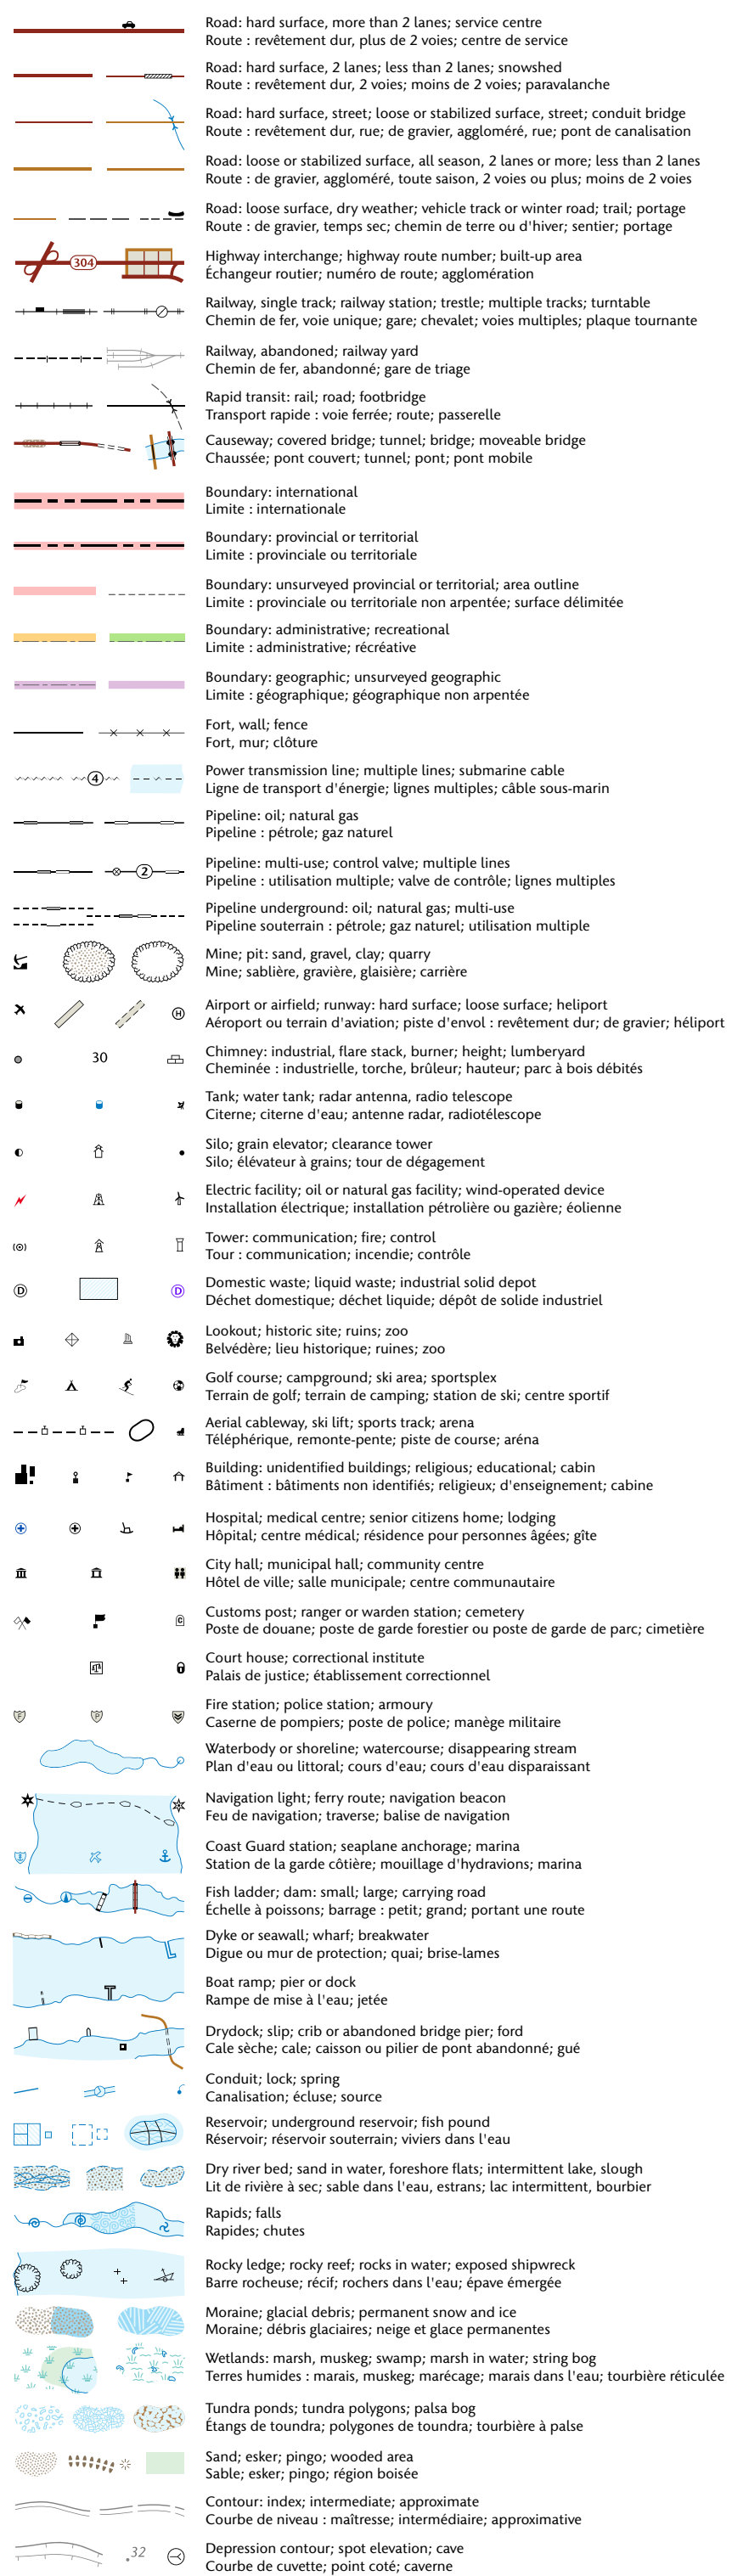 Road: hard surface, more than 2 lanes; service centre
Route : revêtement dur, plus de 2 voies; centre de service
Road: hard surface, 2 lanes; less than 2 lanes; snowshed
Route : revêtement dur, 2 voies; moins de 2 voies; paravalanche
Road: hard surface, street; loose or stabilized surface, street; conduit bridge
Route : revêtement dur, rue; de gravier, aggloméré, rue; pont de canalisation
Road: loose or stabilized surface, all season, 2 lanes or more; less than 2 lanes
Route : de gravier, aggloméré, toute saison, 2 voies ou plus; moins de 2 voies
Road: loose surface, dry weather; vehicle track or winter road; trail; portage
Route : de gravier, temps sec; chemin de terre ou d'hiver; sentier; portage
304
Highway interchange; highway route number; built-up area
Échangeur routier; numéro de route; agglomération
Railway, single track; railway station; trestle; multiple tracks; turntable
Chemin de fer, voie unique; gare; chevalet; voies multiples; plaque tournante
Railway, abandoned; railway yard
Chemin de fer, abandonné; gare de triage
Rapid transit: rail; road; footbridge
Transport rapide : voie ferrée; route; passerelle
Causeway; covered bridge; tunnel; bridge; moveable bridge
Chaussée; pont couvert; tunnel; pont; pont mobile
Boundary: international
Limite : internationale
Boundary: provincial or territorial
Limite : provinciale ou territoriale
Boundary: unsurveyed provincial or territorial; area outline
Limite : provinciale ou territoriale non arpentée; surface délimitée
Boundary: administrative; recreational
Limite : administrative; récréative
Boundary: geographic; unsurveyed geographic
Limite : géographique; géographique non arpentée
Fort, wall; fence
Fort, mur; clôture
4
Power transmission line; multiple lines; submarine cable
Ligne de transport d'énergie; lignes multiples; câble sous-marin
Pipeline: oil; natural gas
Pipeline : pétrole; gaz naturel
2
Pipeline: multi-use; control valve; multiple lines
Pipeline : utilisation multiple; valve de contrôle; lignes multiples
Pipeline underground: oil; natural gas; multi-use
Pipeline souterrain : pétrole; gaz naturel; utilisation multiple
Mine; pit: sand, gravel, clay; quarry
Mine; sablière, gravière, glaisière; carrière
H
Airport or airfield; runway: hard surface; loose surface; heliport
Aéroport ou terrain d'aviation; piste d'envol : revêtement dur; de gravier; héliport
30
Chimney: industrial, flare stack, burner; height; lumberyard
Cheminée : industrielle, torche, brûleur; hauteur; parc à bois débités
Tank; water tank; radar antenna, radio telescope
Citerne; citerne d'eau; antenne radar, radiotélescope
Silo; grain elevator; clearance tower
Silo; élévateur à grains; tour de dégagement
Electric facility; oil or natural gas facility; wind-operated device
Installation électrique; installation pétrolière ou gazière; éolienne
Tower: communication; fire; control
Tour : communication; incendie; contrôle
D D
Domestic waste; liquid waste; industrial solid depot
Déchet domestique; déchet liquide; dépôt de solide industriel
Lookout; historic site; ruins; zoo
Belvédère; lieu historique; ruines; zoo
Golf course; campground; ski area; sportsplex
Terrain de golf; terrain de camping; station de ski; centre sportif
Aerial cableway, ski lift; sports track; arena
Téléphérique, remonte-pente; piste de course; aréna
Building: unidentified buildings; religious; educational; cabin
Bâtiment : bâtiments non identifiés; religieux; d'enseignement; cabine
Hospital; medical centre; senior citizens home; lodging
Hôpital; centre médical; résidence pour personnes âgées; gîte
City hall; municipal hall; community centre
Hôtel de ville; salle municipale; centre communautaire
C
Customs post; ranger or warden station; cemetery
Poste de douane; poste de garde forestier ou poste de garde de parc; cimetière
Court house; correctional institute
Palais de justice; établissement correctionnel
F P
Fire station; police station; armoury
Caserne de pompiers; poste de police; manège militaire
Waterbody or shoreline; watercourse; disappearing stream
Plan d'eau ou littoral; cours d'eau; cours d'eau disparaissant
Navigation light; ferry route; navigation beacon
Feu de navigation; traverse; balise de navigation
Coast Guard station; seaplane anchorage; marina
Station de la garde côtière; mouillage d'hydravions; marina
Fish ladder; dam: small; large; carrying road
Échelle à poissons; barrage : petit; grand; portant une route
Dyke or seawall; wharf; breakwater
Digue ou mur de protection; quai; brise-lames
Boat ramp; pier or dock
Rampe de mise à l'eau; jetée
Drydock; slip; crib or abandoned bridge pier; ford
Cale sèche; cale; caisson ou pilier de pont abandonné; gué
Conduit; lock; spring
Canalisation; écluse; source
Reservoir; underground reservoir; fish pound
Réservoir; réservoir souterrain; viviers dans l'eau
Dry river bed; sand in water, foreshore flats; intermittent lake, slough
Lit de rivière à sec; sable dans l'eau, estrans; lac intermittent, bourbier
Rapids; falls
Rapides; chutes
Rocky ledge; rocky reef; rocks in water; exposed shipwreck
Barre rocheuse; récif; rochers dans l'eau; épave émergée
Moraine; glacial debris; permanent snow and ice
Moraine; débris glaciaires; neige et glace permanentes
Wetlands: marsh, muskeg; swamp; marsh in water; string bog
Terres humides : marais, muskeg; marécage; marais dans l'eau; tourbière réticulée
Tundra ponds; tundra polygons; palsa bog
Étangs de toundra; polygones de toundra; tourbière à palse
Sand; esker; pingo; wooded area
Sable; esker; pingo; région boisée
Contour: index; intermediate; approximate
Courbe de niveau : maîtresse; intermédiaire; approximative
.32
Depression contour; spot elevation; cave
Courbe de cuvette; point coté; caverne